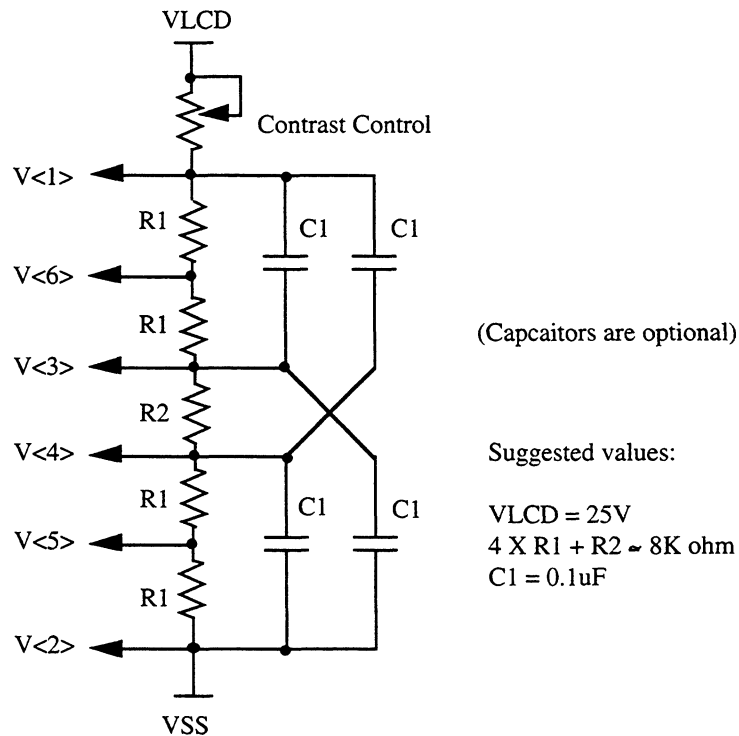 VLCD
Contrast Control
V<1>
R1
C1
C1
V<6>
R1
(Capcaitors are optional)
V<3>
R2
V<4>
Suggested values:
R1
C1
C1
VLCD = 25V
V<5>
4 X R1 + R2 ≃ 8K ohm
C1 = 0.1uF
R1
V<2>
VSS